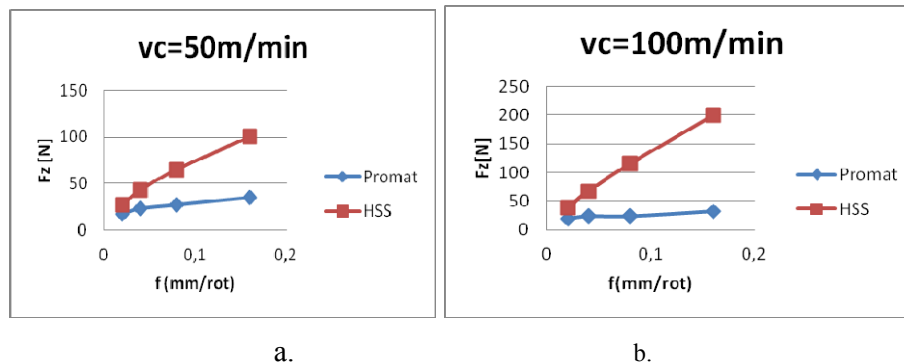 vc=50m/min
150
100
50
0
Fz [N]
0
0,1
0,2
f (mm/rot)
Promat
HSS
a.
vc=100m/min
250
200
150
100
50
0
Fz[N]
0
0,1
0,2
f (mm/rot)
Promat
HSS
b.